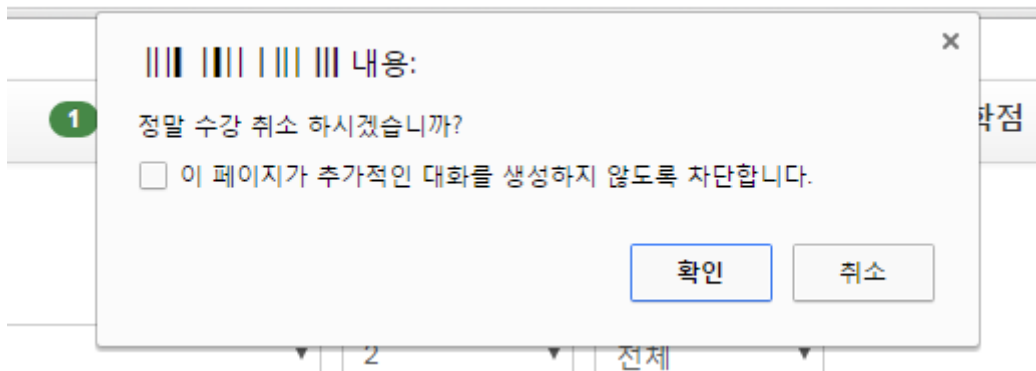 내용:
정말 수강 취소 하시겠습니까?
이 페이지가 추가적인 대화를 생성하지 않도록 차단합니다.
확인 취소
1
학점
2 전체